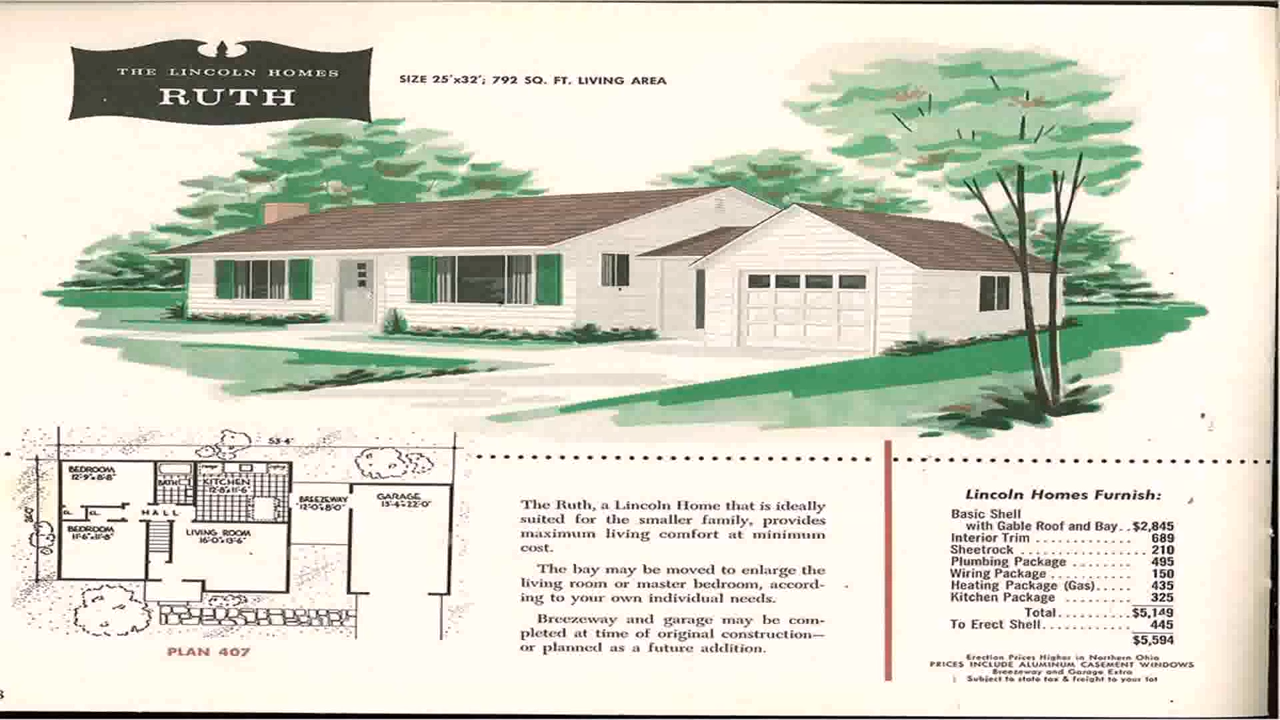 THE LINCOLN HOMES
RUTH
SIZE 25'x32'; 792 SQ. FT. LIVING AREA
53'-4"
BEDROOM
12'-9"x8'-8"
BATH
KITCHEN
12'-8"x11'-6"
BREEZEWAY
12'-0"x8'-0"
GARAGE
15'-4"x22'-0"
CL.
CL.
HALL
BEDROOM
11'-6"x11'-8"
LIVING ROOM
16'-0"x13'-6"
PLAN 407
The Ruth, a Lincoln Home that is ideally
suited for the smaller family, provides
maximum living comfort at minimum
cost.
The bay may be moved to enlarge the
living room or master bedroom, accord-
ing to your own individual needs.
Breezeway and garage may be com-
pleted at time of original construction—
or planned as a future addition.
Lincoln Homes Furnish:
Basic Shell
with Gable Roof and Bay..$2,845
Interior Trim .............. 689
Sheetrock ................ 210
Plumbing Package ........ 495
Wiring Package ........... 150
Heating Package (Gas)..... 435
Kitchen Package .......... 325
Total.........$5,149
To Erect Shell............. 445
$5,594
Erection Prices Higher in Northern Ohio
PRICES INCLUDE ALUMINUM CASEMENT WINDOWS
Breezeway and Garage Extra
Subject to state tax & freight to your lot
8